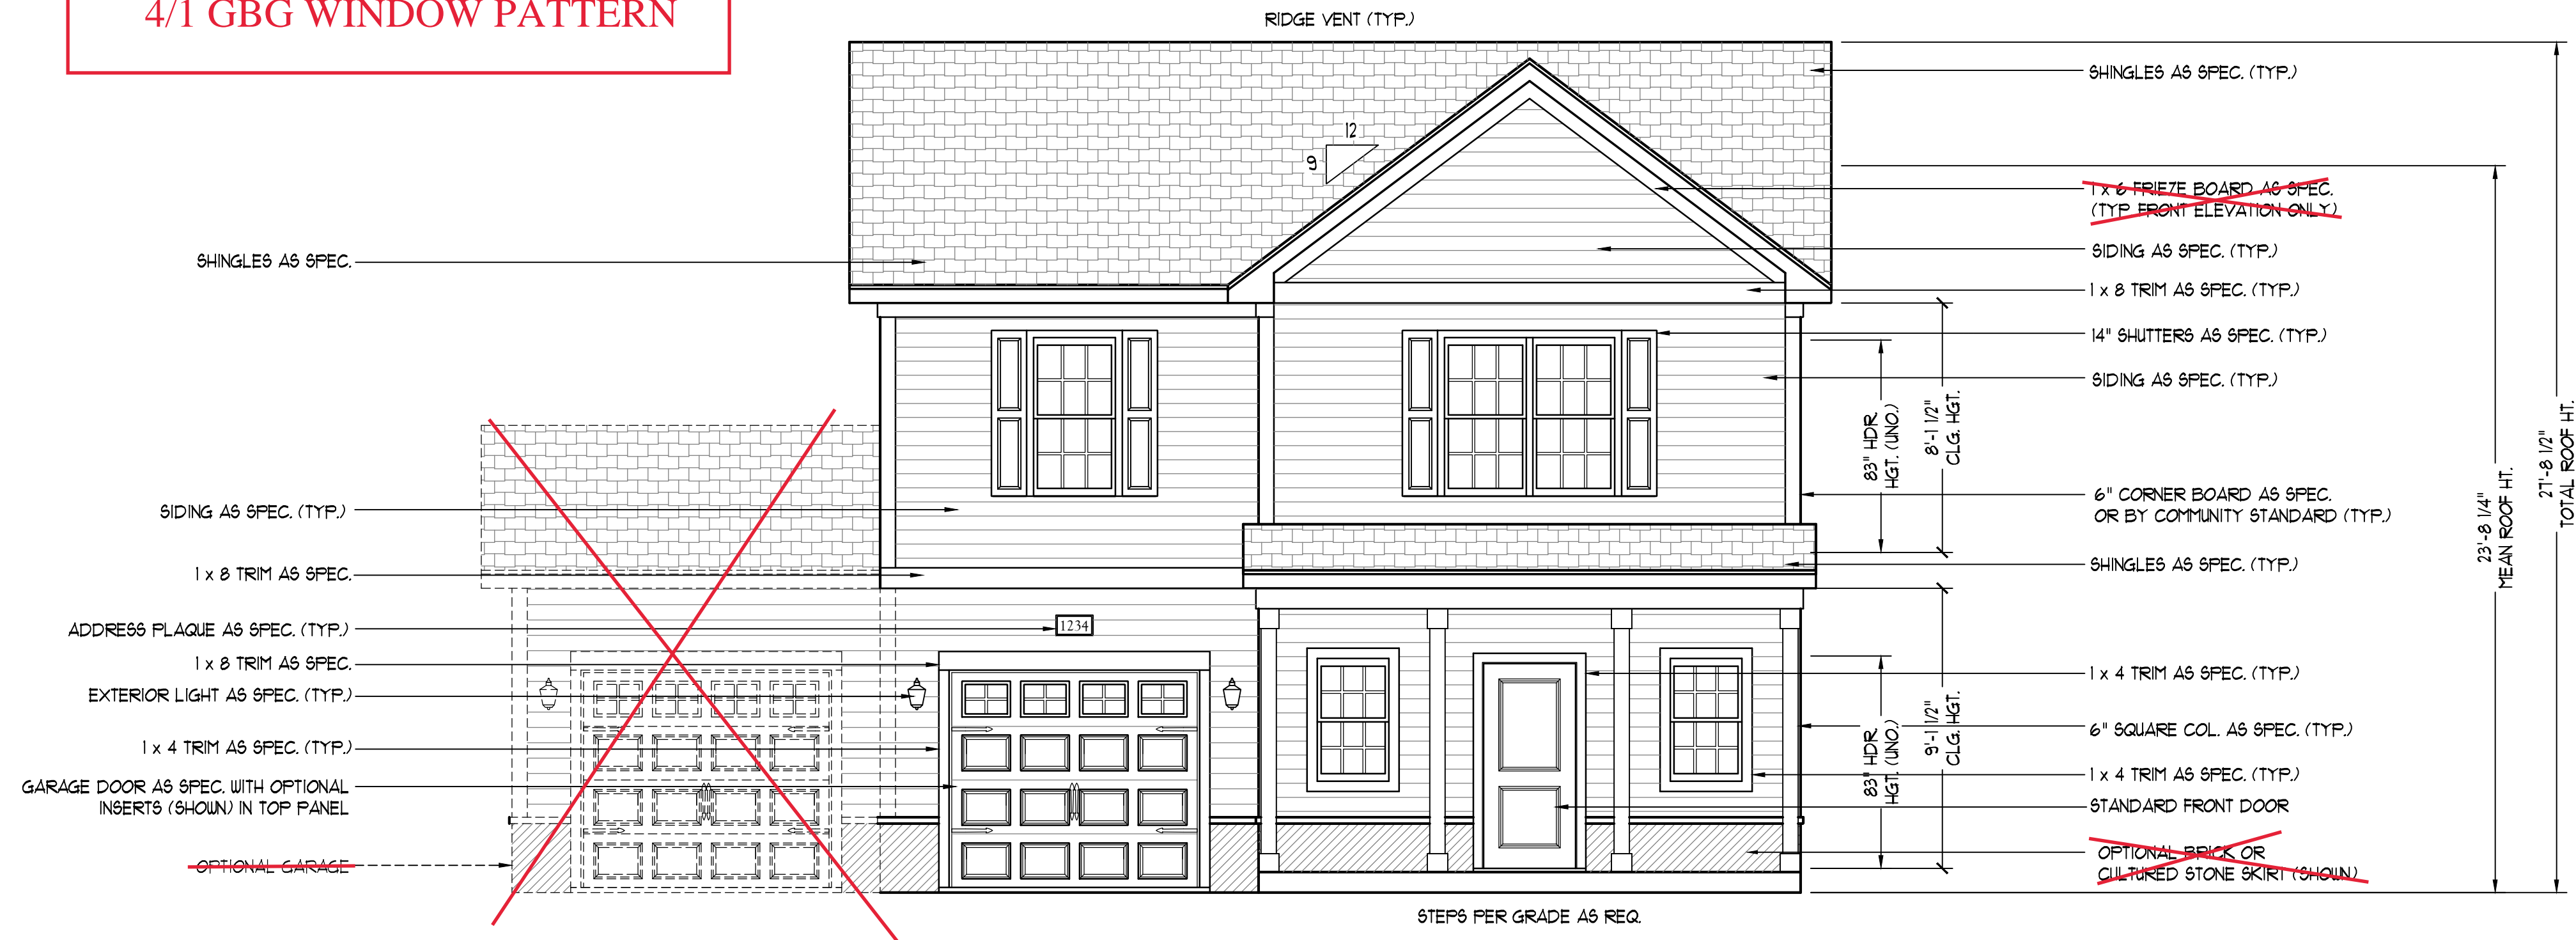 4/1 GBG WINDOW PATTERN
RIDGE VENT (TYP.)
12
9
SHINGLES AS SPEC.
SIDING AS SPEC. (TYP.)
1 x 8 TRIM AS SPEC.
ADDRESS PLAQUE AS SPEC. (TYP.)
1234
1 x 8 TRIM AS SPEC.
EXTERIOR LIGHT AS SPEC. (TYP.)
1 x 4 TRIM AS SPEC. (TYP.)
GARAGE DOOR AS SPEC. WITH OPTIONAL
INSERTS (SHOWN) IN TOP PANEL
OPTIONAL GARAGE
SHINGLES AS SPEC. (TYP.)
1 x 6 FRIEZE BOARD AS SPEC.
(TYP FRONT ELEVATION ONLY)
SIDING AS SPEC. (TYP.)
1 x 8 TRIM AS SPEC. (TYP.)
14" SHUTTERS AS SPEC. (TYP.)
SIDING AS SPEC. (TYP.)
6" CORNER BOARD AS SPEC.
OR BY COMMUNITY STANDARD (TYP.)
SHINGLES AS SPEC. (TYP.)
1 x 4 TRIM AS SPEC. (TYP.)
6" SQUARE COL. AS SPEC. (TYP.)
1 x 4 TRIM AS SPEC. (TYP.)
STANDARD FRONT DOOR
OPTIONAL BRICK OR
CULTURED STONE SKIRT (SHOWN)
83" HDR.
HGT. (UNO.)
8'-1 1/2"
CLG. HGT.
83" HDR.
HGT. (UNO.)
9'-1 1/2"
CLG. HGT.
23'-8 1/4"
MEAN ROOF HT.
27'-8 1/2"
TOTAL ROOF HT.
STEPS PER GRADE AS REQ.